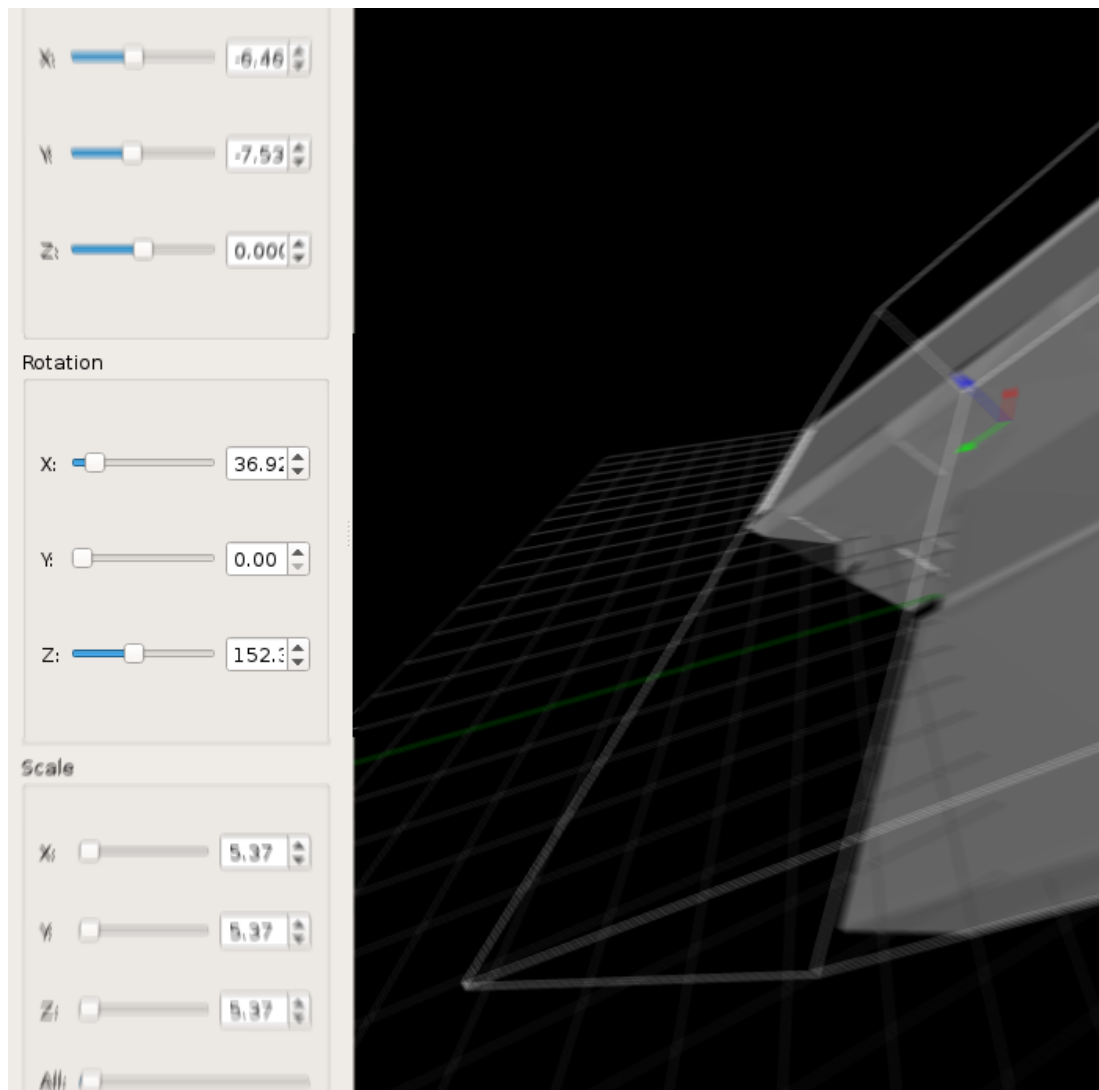 X: -6.46
Y: -7.53
Z: 0.00
Rotation
X: 36.92
Y: 0.00
Z: 152.3
Scale
X: 5.37
Y: 5.37
Z: 5.37
All: